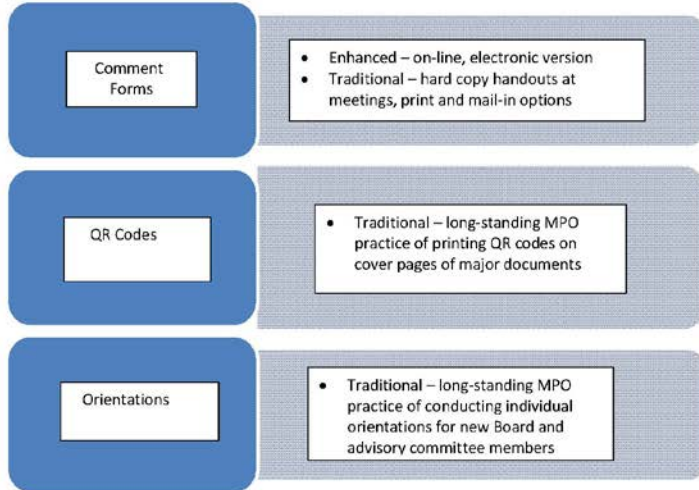 Comment
Forms
• Enhanced – on-line, electronic version
• Traditional – hard copy handouts at
meetings, print and mail-in options
QR Codes
• Traditional – long-standing MPO
practice of printing QR codes on
cover pages of major documents
Orientations
• Traditional – long-standing MPO
practice of conducting individual
orientations for new Board and
advisory committee members